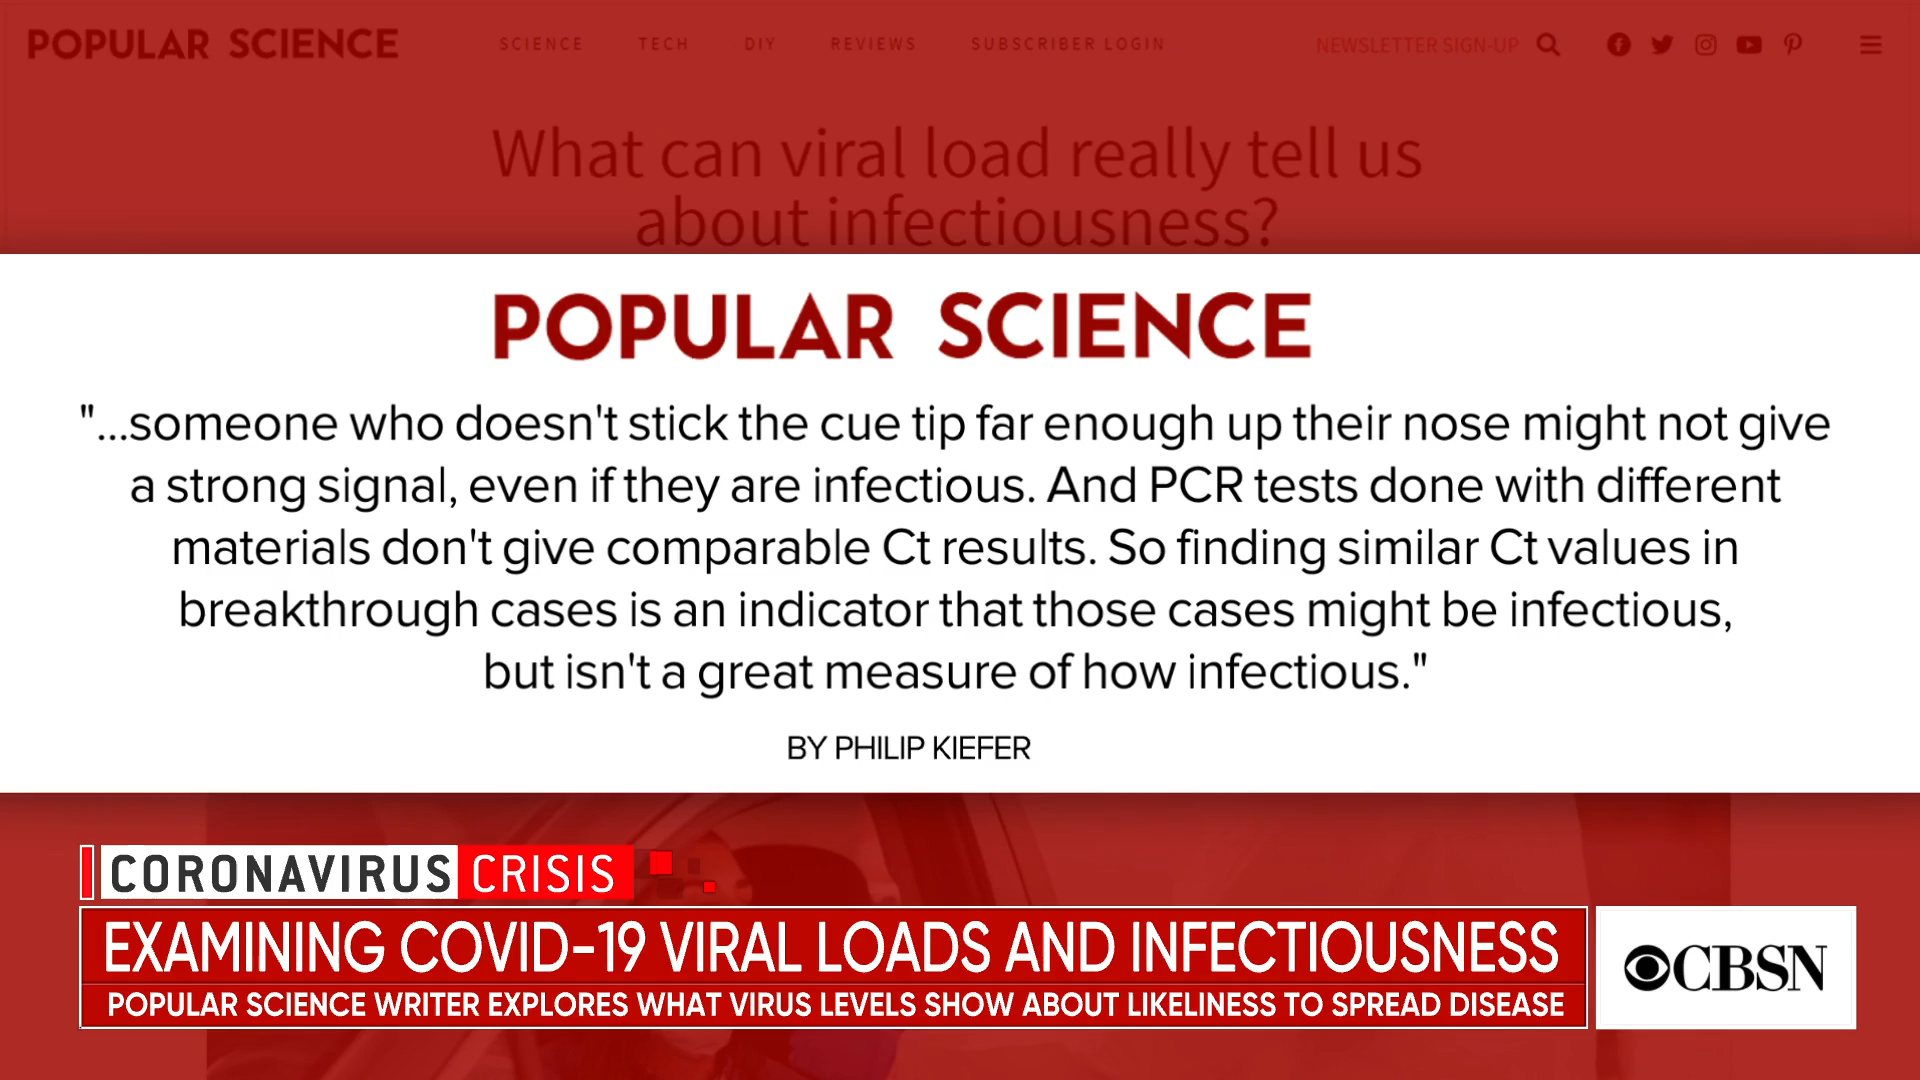 POPULAR SCIENCE
SCIENCE TECH DIY REVIEWS SUBSCRIBER LOGIN
NEWSLETTER SIGN-UP
What can viral load really tell us
about infectiousness?
POPULAR SCIENCE
"...someone who doesn't stick the cue tip far enough up their nose might not give
a strong signal, even if they are infectious. And PCR tests done with different
materials don't give comparable Ct results. So finding similar Ct values in
breakthrough cases is an indicator that those cases might be infectious,
but isn't a great measure of how infectious."
BY PHILIP KIEFER
CORONAVIRUS CRISIS
EXAMINING COVID-19 VIRAL LOADS AND INFECTIOUSNESS
POPULAR SCIENCE WRITER EXPLORES WHAT VIRUS LEVELS SHOW ABOUT LIKELINESS TO SPREAD DISEASE
CBSN